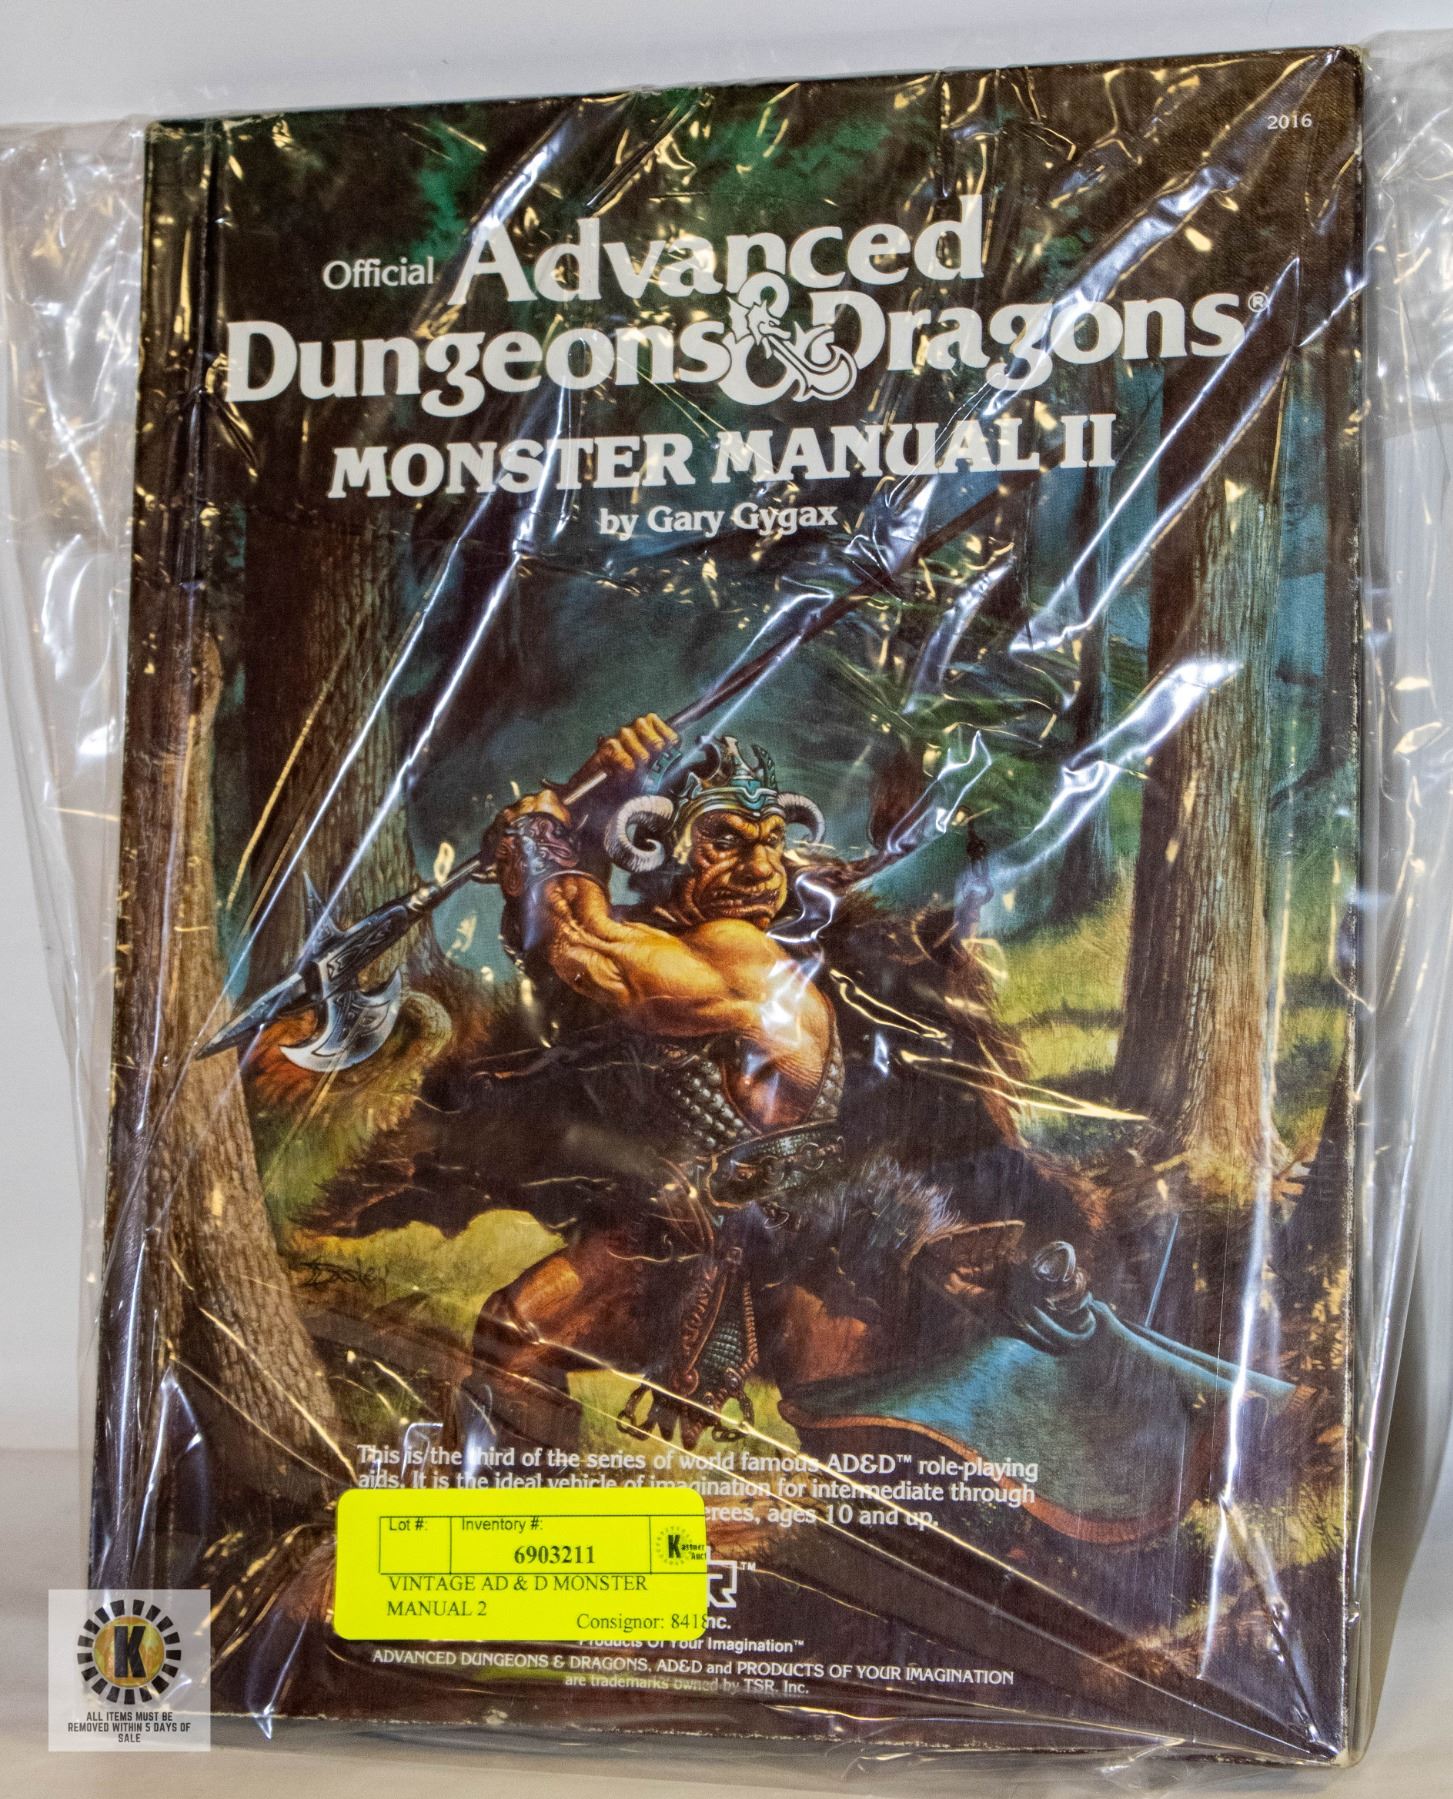 2016
Official Advanced
Dungeons & Dragons®
MONSTER MANUAL II
by Gary Gygax
This is the third of the series of world famous AD&D™ role-playing
aids. It is the ideal vehicle of imagination for intermediate through
ages 10 and up.
Lot #: Inventory #:
6903211
VINTAGE AD & D MONSTER
MANUAL 2
Consignor: 8418
Products Of Your Imagination™
ADVANCED DUNGEONS & DRAGONS, AD&D and PRODUCTS OF YOUR IMAGINATION
are trademarks owned by TSR, Inc.
K
ALL ITEMS MUST BE
REMOVED WITHIN 5 DAYS OF
SALE